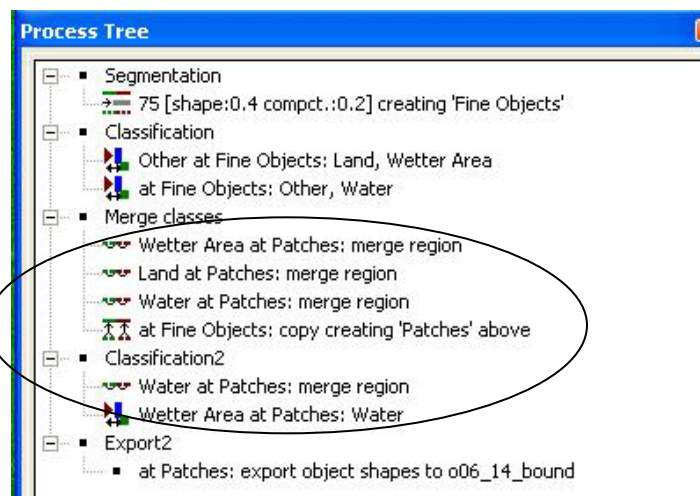 Process Tree
Segmentation
75 [shape:0.4 compct.:0.2] creating 'Fine Objects'
Classification
Other at Fine Objects: Land, Wetter Area
at Fine Objects: Other, Water
Merge classes
Wetter Area at Patches: merge region
Land at Patches: merge region
Water at Patches: merge region
at Fine Objects: copy creating 'Patches' above
Classification2
Water at Patches: merge region
Wetter Area at Patches: Water
Export2
at Patches: export object shapes to o06_14_bound